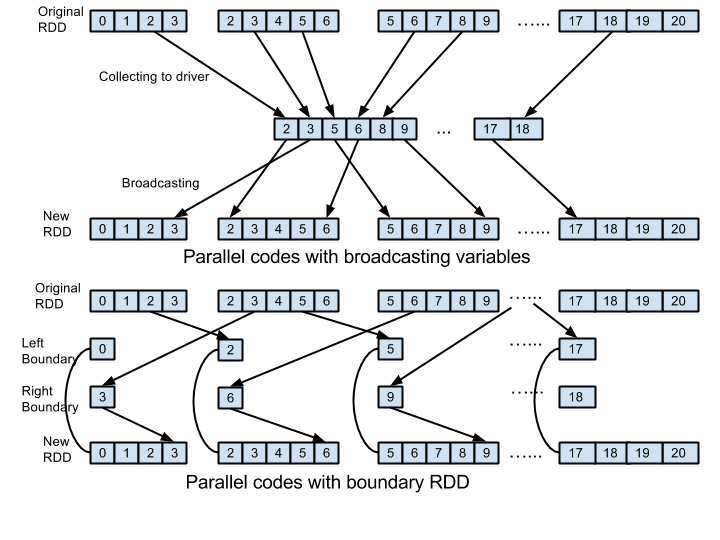 Original
RDD
0 1 2 3 2 3 4 5 6 5 6 7 8 9 ...... 17 18 19 20
Collecting to driver
2 3 5 6 8 9 ... 17 18
Broadcasting
New
RDD
0 1 2 3 2 3 4 5 6 5 6 7 8 9 ...... 17 18 19 20
Parallel codes with broadcasting variables
Original
RDD
0 1 2 3 2 3 4 5 6 5 6 7 8 9 ...... 17 18 19 20
Left
Boundary
0 2 5 ...... 17
Right
Boundary
3 6 9 ...... 18
New
RDD
0 1 2 3 2 3 4 5 6 5 6 7 8 9 ...... 17 18 19 20
Parallel codes with boundary RDD